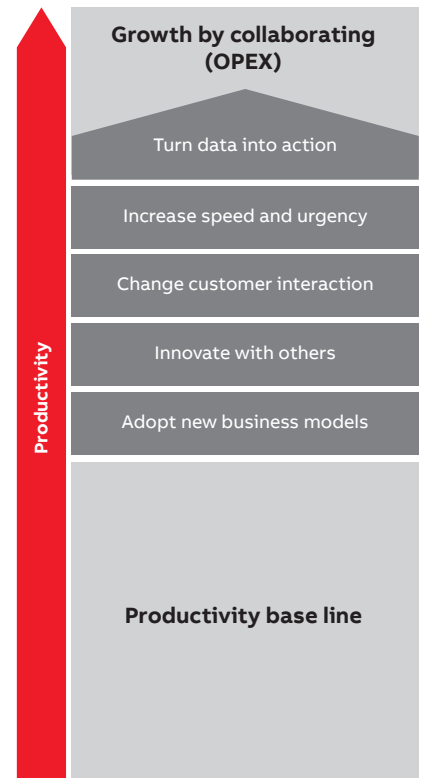 Growth by collaborating
(OPEX)
Turn data into action
Increase speed and urgency
Change customer interaction
Innovate with others
Adopt new business models
Productivity
Productivity base line